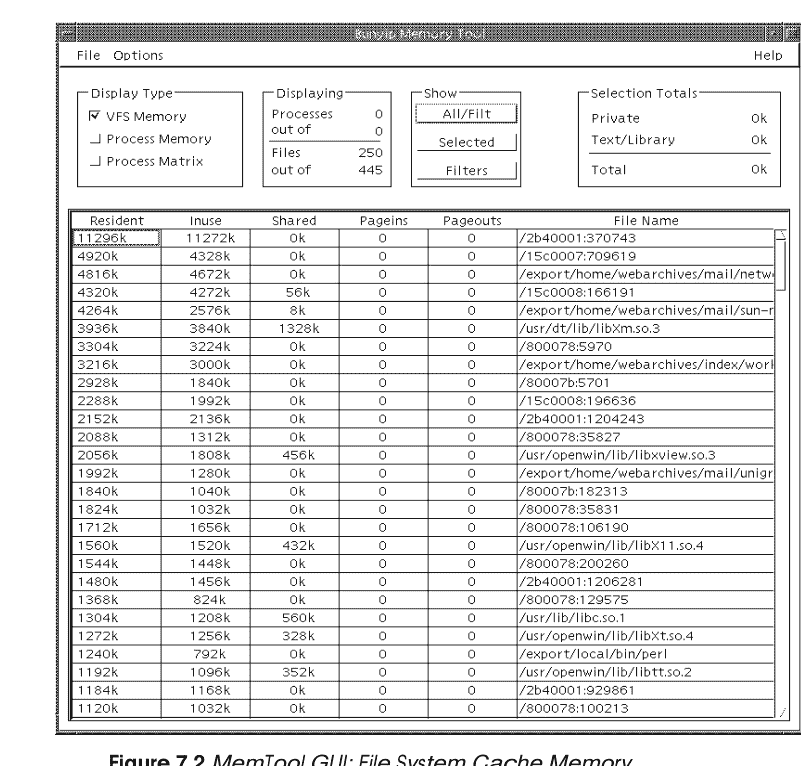 Bunyip Memory Tool
File Options Help
Display Type
VFS Memory
Process Memory
Process Matrix
Displaying
Processes 0
out of 0
Files 250
out of 445
Show
All/Filt
Selected
Filters
Selection Totals
Private 0k
Text/Library 0k
Total 0k
Resident Inuse Shared Pageins Pageouts File Name
11296k 11272k 0k 0 0 /2b40001:370743
4920k 4328k 0k 0 0 /15c0007:709619
4816k 4672k 0k 0 0 /export/home/webarchives/mail/netw
4320k 4272k 56k 0 0 /15c0008:166191
4264k 2576k 8k 0 0 /export/home/webarchives/mail/sun-r
3936k 3840k 1328k 0 0 /usr/dt/lib/libXm.so.3
3304k 3224k 0k 0 0 /800078:5970
3216k 3000k 0k 0 0 /export/home/webarchives/index/work
2928k 1840k 0k 0 0 /80007b:5701
2288k 1992k 0k 0 0 /15c0008:196636
2152k 2136k 0k 0 0 /2b40001:1204243
2088k 1312k 0k 0 0 /800078:35827
2056k 1808k 456k 0 0 /usr/openwin/lib/libxview.so.3
1992k 1280k 0k 0 0 /export/home/webarchives/mail/unigr
1840k 1040k 0k 0 0 /80007b:182313
1824k 1032k 0k 0 0 /800078:35831
1712k 1656k 0k 0 0 /800078:106190
1560k 1520k 432k 0 0 /usr/openwin/lib/libX11.so.4
1544k 1448k 0k 0 0 /800078:200260
1480k 1456k 0k 0 0 /2b40001:1206281
1368k 824k 0k 0 0 /800078:129575
1304k 1208k 560k 0 0 /usr/lib/libc.so.1
1272k 1256k 328k 0 0 /usr/openwin/lib/libXt.so.4
1240k 792k 0k 0 0 /export/local/bin/perl
1192k 1096k 352k 0 0 /usr/openwin/lib/libtt.so.2
1184k 1168k 0k 0 0 /2b40001:929861
1120k 1032k 0k 0 0 /800078:100213
Figure 7.2 MemTool GUI: File System Cache Memory